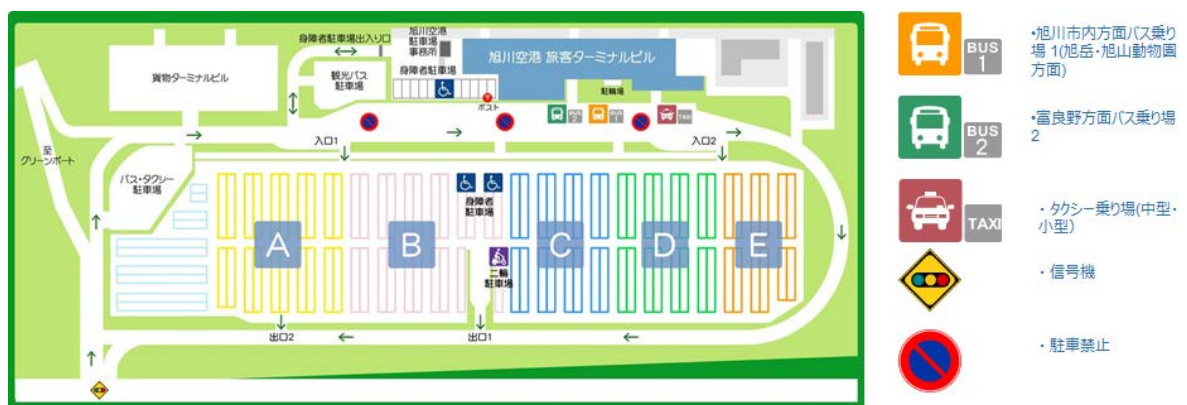 身障者駐車場出入り口
旭川空港
駐車場
事務所
旭川空港 旅客ターミナルビル
貨物ターミナルビル
観光バス
駐車場
身障者駐車場
ポスト
駐輪場
BUS
2
BUS
1
TAXI
入口1
入口2
至
グリーンポート
バス・タクシー
駐車場
身障者
駐車場
A
B
C
D
E
二輪
駐車場
出口2
出口1
BUS
1
•旭川市内方面バス乗り
場 1(旭岳・旭山動物園
方面)
BUS
2
•富良野方面バス乗り場
2
TAXI
・タクシー乗り場(中型・
小型)
・信号機
・駐車禁止